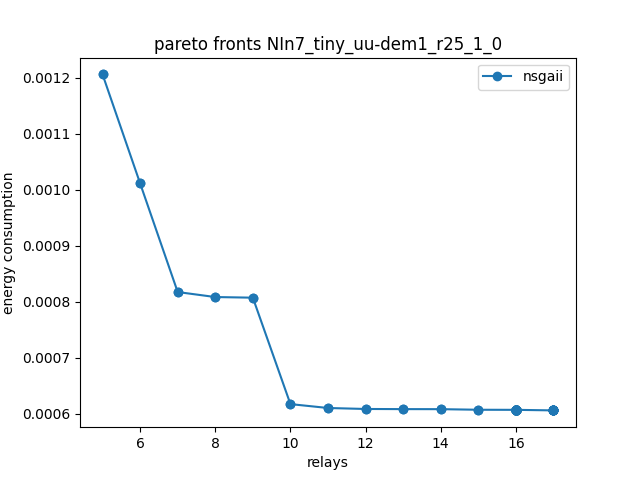 pareto fronts NIn7_tiny_uu-dem1_r25_1_0
nsgaii
energy consumption
0.0012
0.0011
0.0010
0.0009
0.0008
0.0007
0.0006
6 8 10 12 14 16
relays